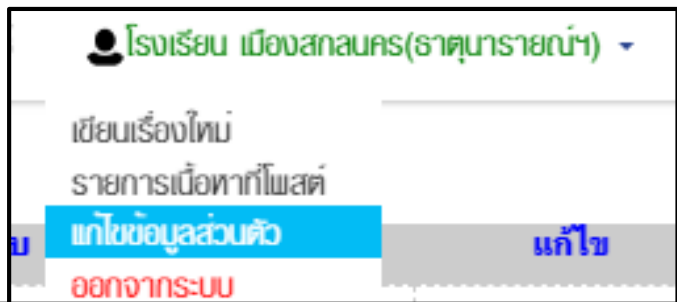 โรงเรียน เมืองสกลนคร(ธาตุนารายณ์ฯ)
เขียนเรื่องใหม่
รายการเนื้อหาที่โพสต์
แก้ไขข้อมูลส่วนตัว
แก้ไข
ออกจากระบบ